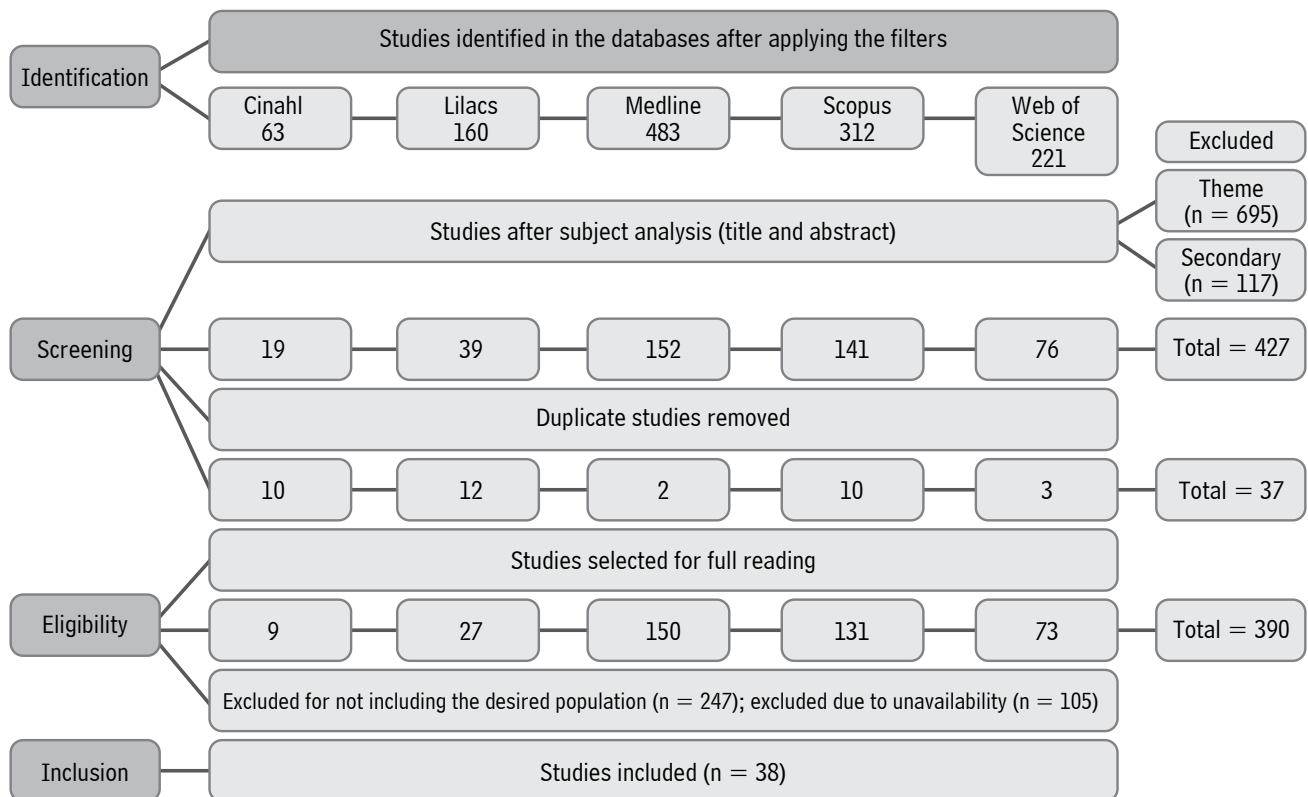 Studies identified in the databases after applying the filters
Identification
Cinahl
63
Lilacs
160
Medline
483
Scopus
312
Web of
Science
221
Excluded
Theme
(n = 695)
Studies after subject analysis (title and abstract)
Secondary
(n = 117)
Screening
19
39
152
141
76
Total = 427
Duplicate studies removed
10
12
2
10
3
Total = 37
Studies selected for full reading
Eligibility
9
27
150
131
73
Total = 390
Excluded for not including the desired population (n = 247); excluded due to unavailability (n = 105)
Inclusion
Studies included (n = 38)